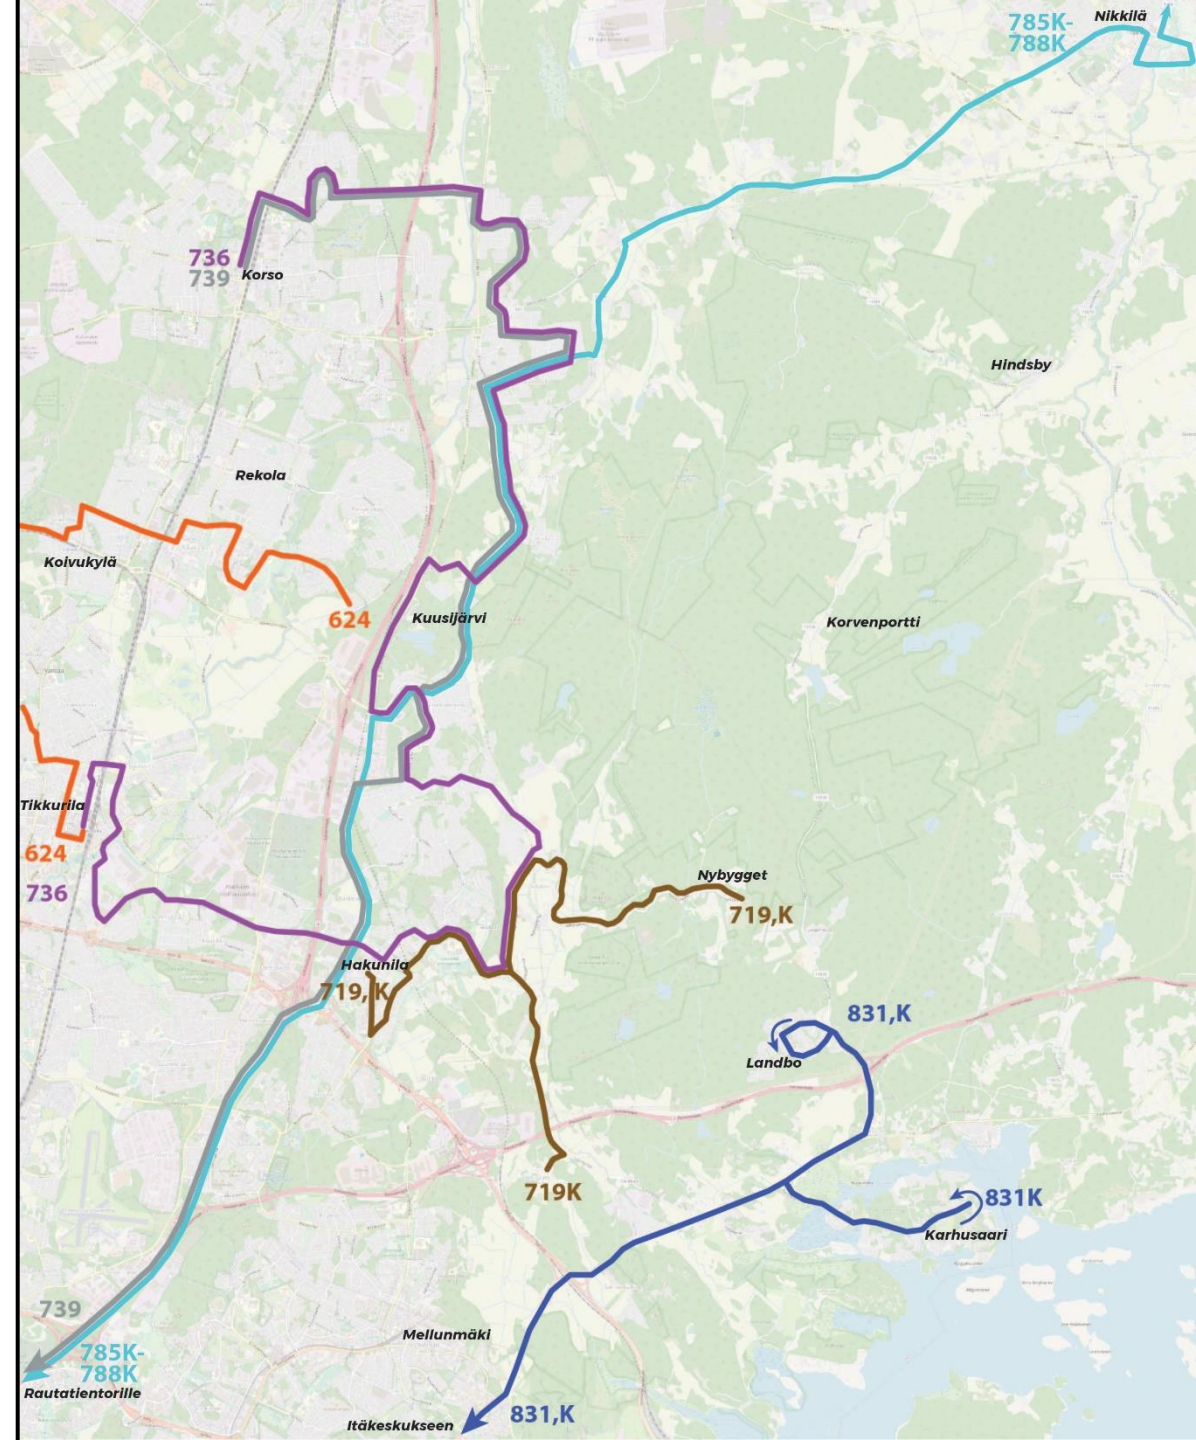 785K-
788K
Nikkilä
736
739
Korso
Hindsby
Rekola
Koivukylä
624
Kuusijärvi
Korvenportti
Tikkurila
624
736
Nybygget
719,K
Hakunila
719,K
831,K
Landbo
719K
831K
Karhusaari
739
785K-
788K
Rautatientorille
Mellunmäki
Itäkeskukseen
831,K